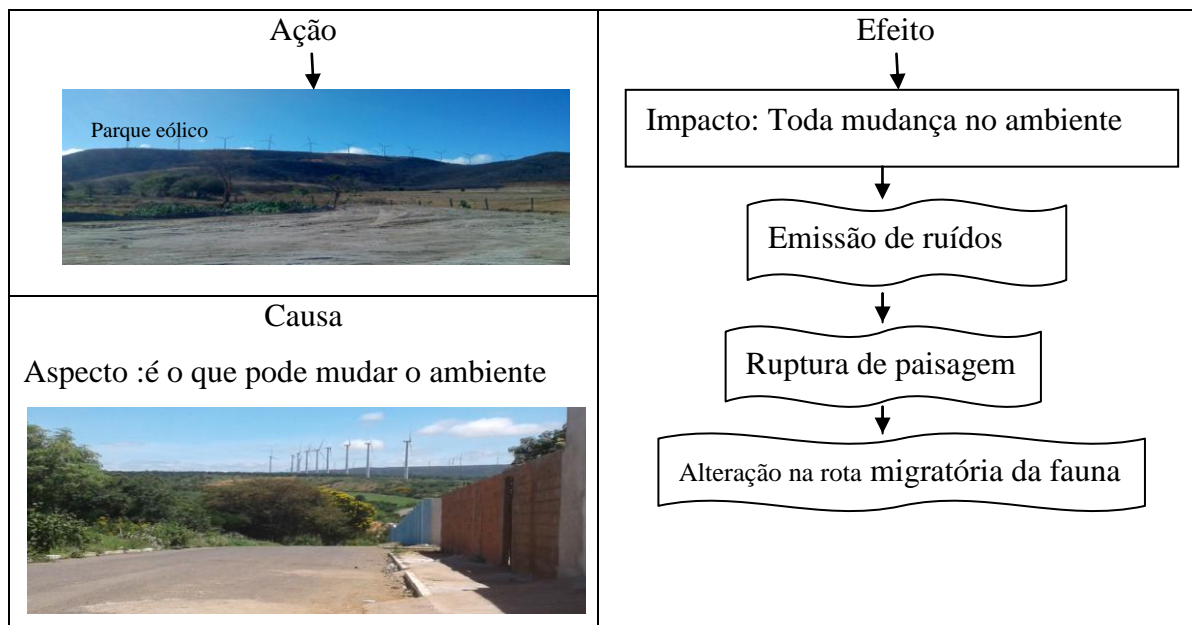 Ação
Parque eólico
Causa
Aspecto :é o que pode mudar o ambiente
Efeito
Impacto: Toda mudança no ambiente
Emissão de ruídos
Ruptura de paisagem
Alteração na rota migratória da fauna